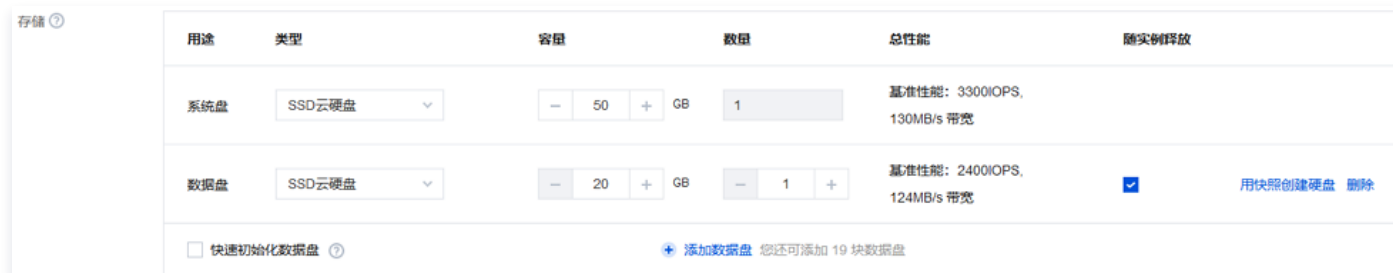 存储
用途 类型 容量 数量 总性能 随实例释放
系统盘 SSD云硬盘 50 GB 1 基准性能：3300IOPS,
130MB/s 带宽
数据盘 SSD云硬盘 20 GB 1 基准性能：2400IOPS,
124MB/s 带宽
用快照创建硬盘 删除
快速初始化数据盘 添加数据盘 您还可添加 19 块数据盘